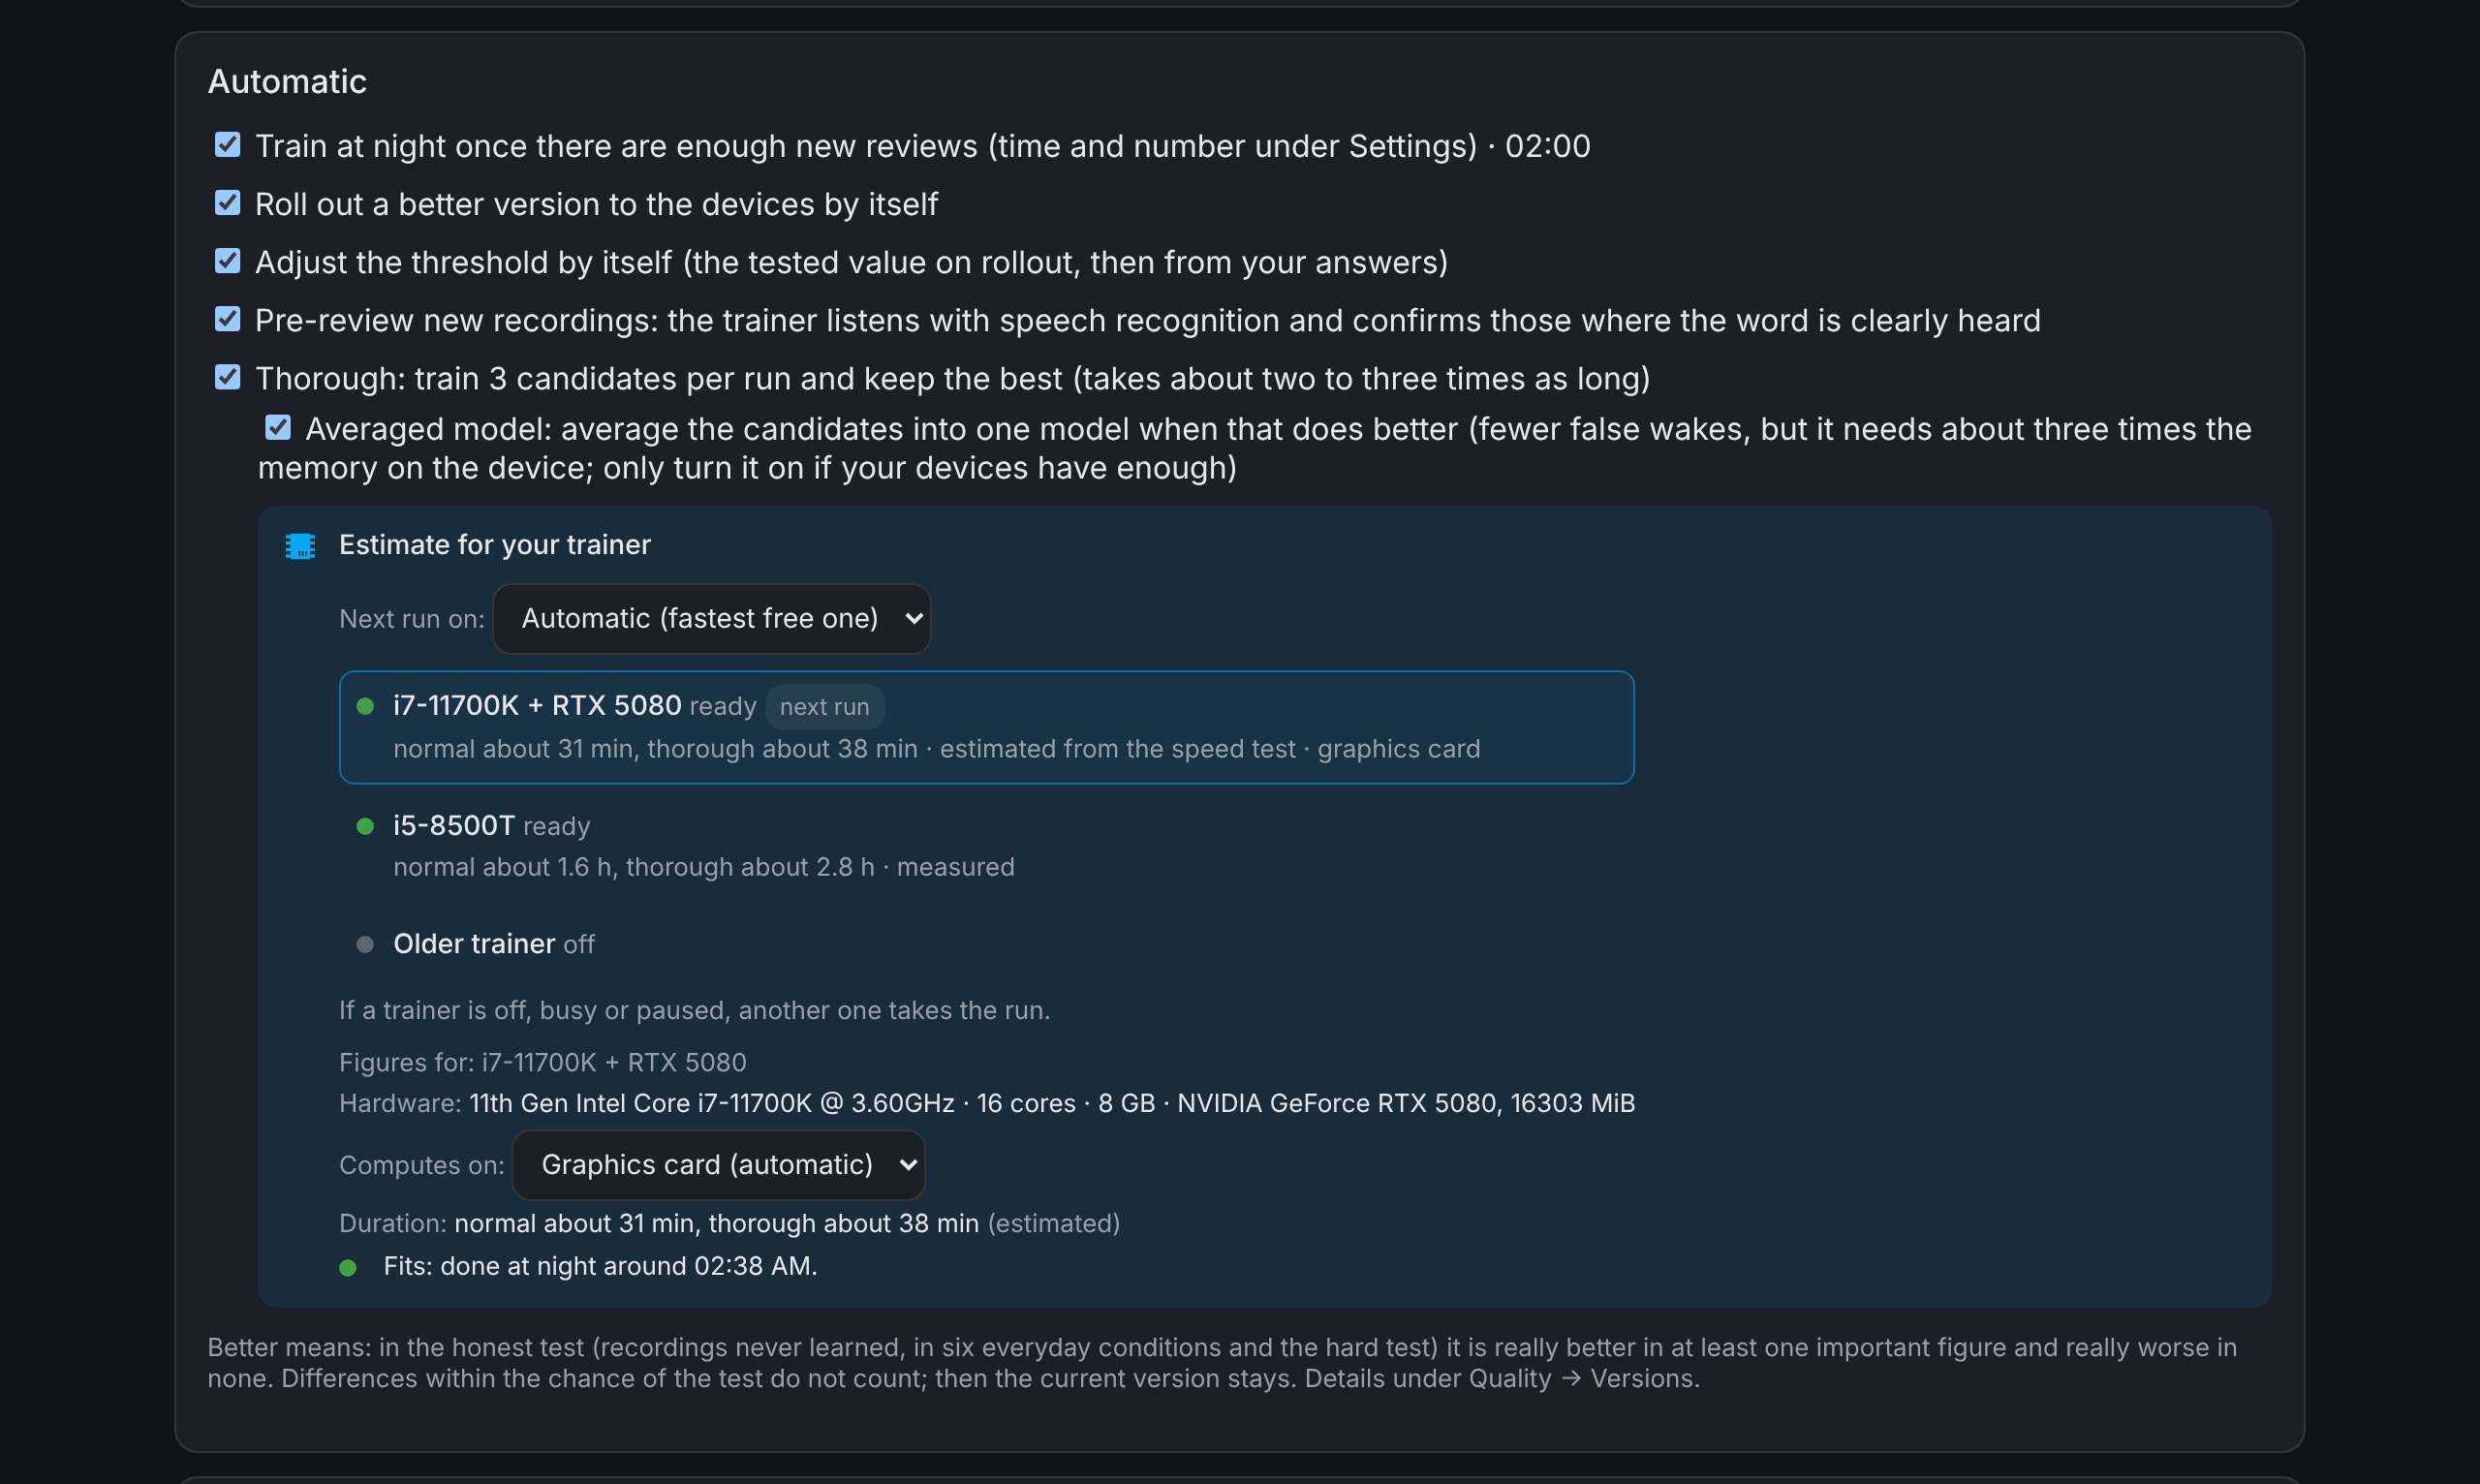 Automatic
Train at night once there are enough new reviews (time and number under Settings) · 02:00
Roll out a better version to the devices by itself
Adjust the threshold by itself (the tested value on rollout, then from your answers)
Pre-review new recordings: the trainer listens with speech recognition and confirms those where the word is clearly heard
Thorough: train 3 candidates per run and keep the best (takes about two to three times as long)
Averaged model: average the candidates into one model when that does better (fewer false wakes, but it needs about three times the
memory on the device; only turn it on if your devices have enough)
Estimate for your trainer
Next run on: Automatic (fastest free one)
i7-11700K + RTX 5080 ready next run
normal about 31 min, thorough about 38 min · estimated from the speed test · graphics card
i5-8500T ready
normal about 1.6 h, thorough about 2.8 h · measured
Older trainer off
If a trainer is off, busy or paused, another one takes the run.
Figures for: i7-11700K + RTX 5080
Hardware: 11th Gen Intel Core i7-11700K @ 3.60GHz · 16 cores · 8 GB · NVIDIA GeForce RTX 5080, 16303 MiB
Computes on: Graphics card (automatic)
Duration: normal about 31 min, thorough about 38 min (estimated)
Fits: done at night around 02:38 AM.
Better means: in the honest test (recordings never learned, in six everyday conditions and the hard test) it is really better in at least one important figure and really worse in
none. Differences within the chance of the test do not count; then the current version stays. Details under Quality → Versions.